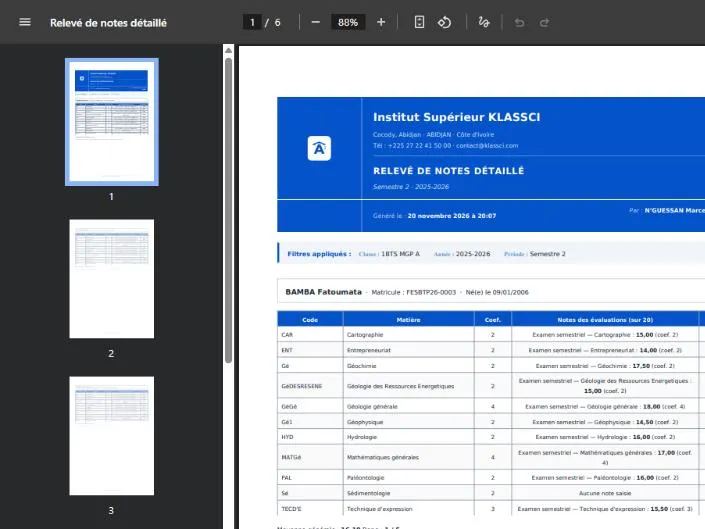 Relevé de notes détaillé
1 / 6
88%
1
2
3
Institut Supérieur KLASSCI
Cocody, Abidjan · ABIDJAN · Côte d'Ivoire
Tél : +225 27 22 41 50 00 · contact@klassci.com
RELEVÉ DE NOTES DÉTAILLÉ
Semestre 2 · 2025-2026
Généré le : 20 novembre 2026 à 20:07
Par : N'GUESSAN Marce
Filtres appliqués : Classe : 1BTS MGP A Année : 2025-2026 Période : Semestre 2
BAMBA Fatoumata · Matricule : FESBTP26-0003 · Né(e) le 09/01/2006
Code Matière Coef. Notes des évaluations (sur 20)
CAR Cartographie 2 Examen semestriel — Cartographie : 15,00 (coef. 2)
ENT Entrepreneuriat 2 Examen semestriel — Entrepreneuriat : 14,00 (coef. 2)
Gé Géochimie 2 Examen semestriel — Géochimie : 17,50 (coef. 2)
GéDESRESENE Géologie des Ressources Energetiques 2 Examen semestriel — Géologie des Ressources Energetiques :
15,00 (coef. 2)
GéGé Géologie générale 4 Examen semestriel — Géologie générale : 18,00 (coef. 4)
Gé1 Géophysique 2 Examen semestriel — Géophysique : 14,50 (coef. 2)
HYD Hydrologie 2 Examen semestriel — Hydrologie : 16,00 (coef. 2)
MATGé Mathématiques générales 4 Examen semestriel — Mathématiques générales : 17,00 (coef.
4)
PAL Paléontologie 2 Examen semestriel — Paléontologie : 16,00 (coef. 2)
Sé Sédimentologie 2 Aucune note saisie
TECD'E Technique d'expression 3 Examen semestriel — Technique d'expression : 15,50 (coef. 3)